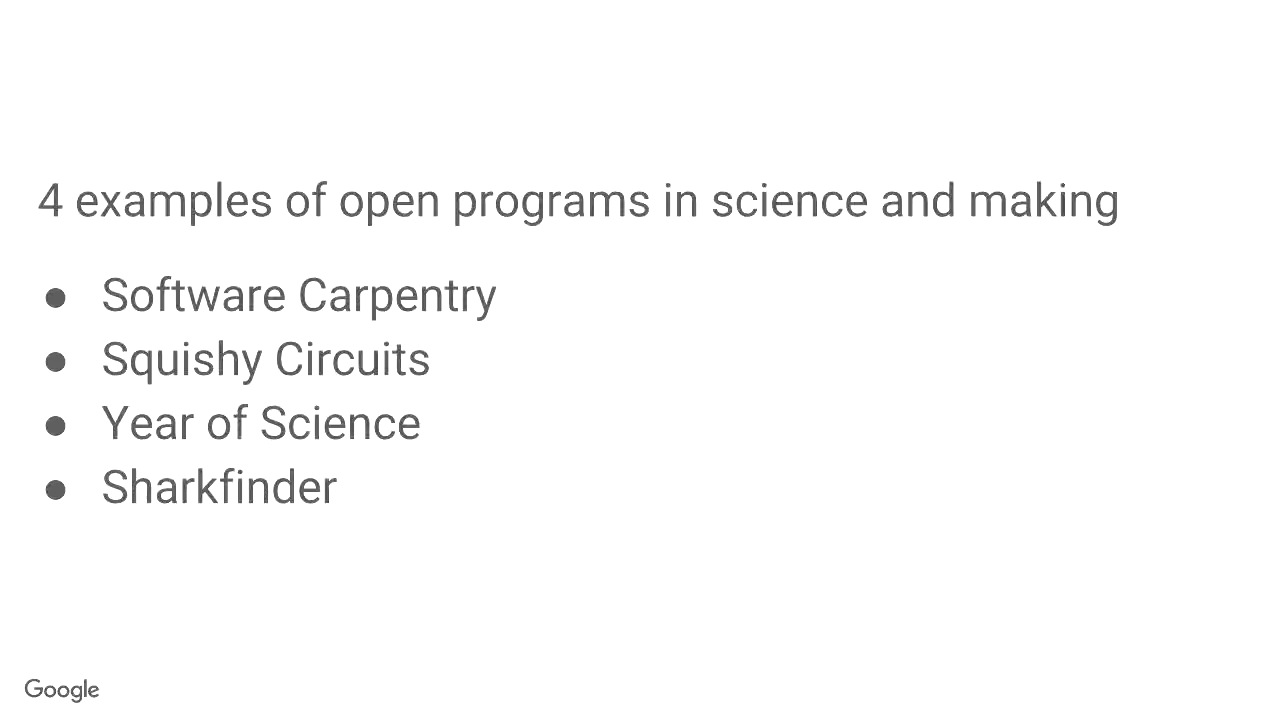 4 examples of open programs in science and making
● Software Carpentry
● Squishy Circuits
● Year of Science
● Sharkfinder
Google